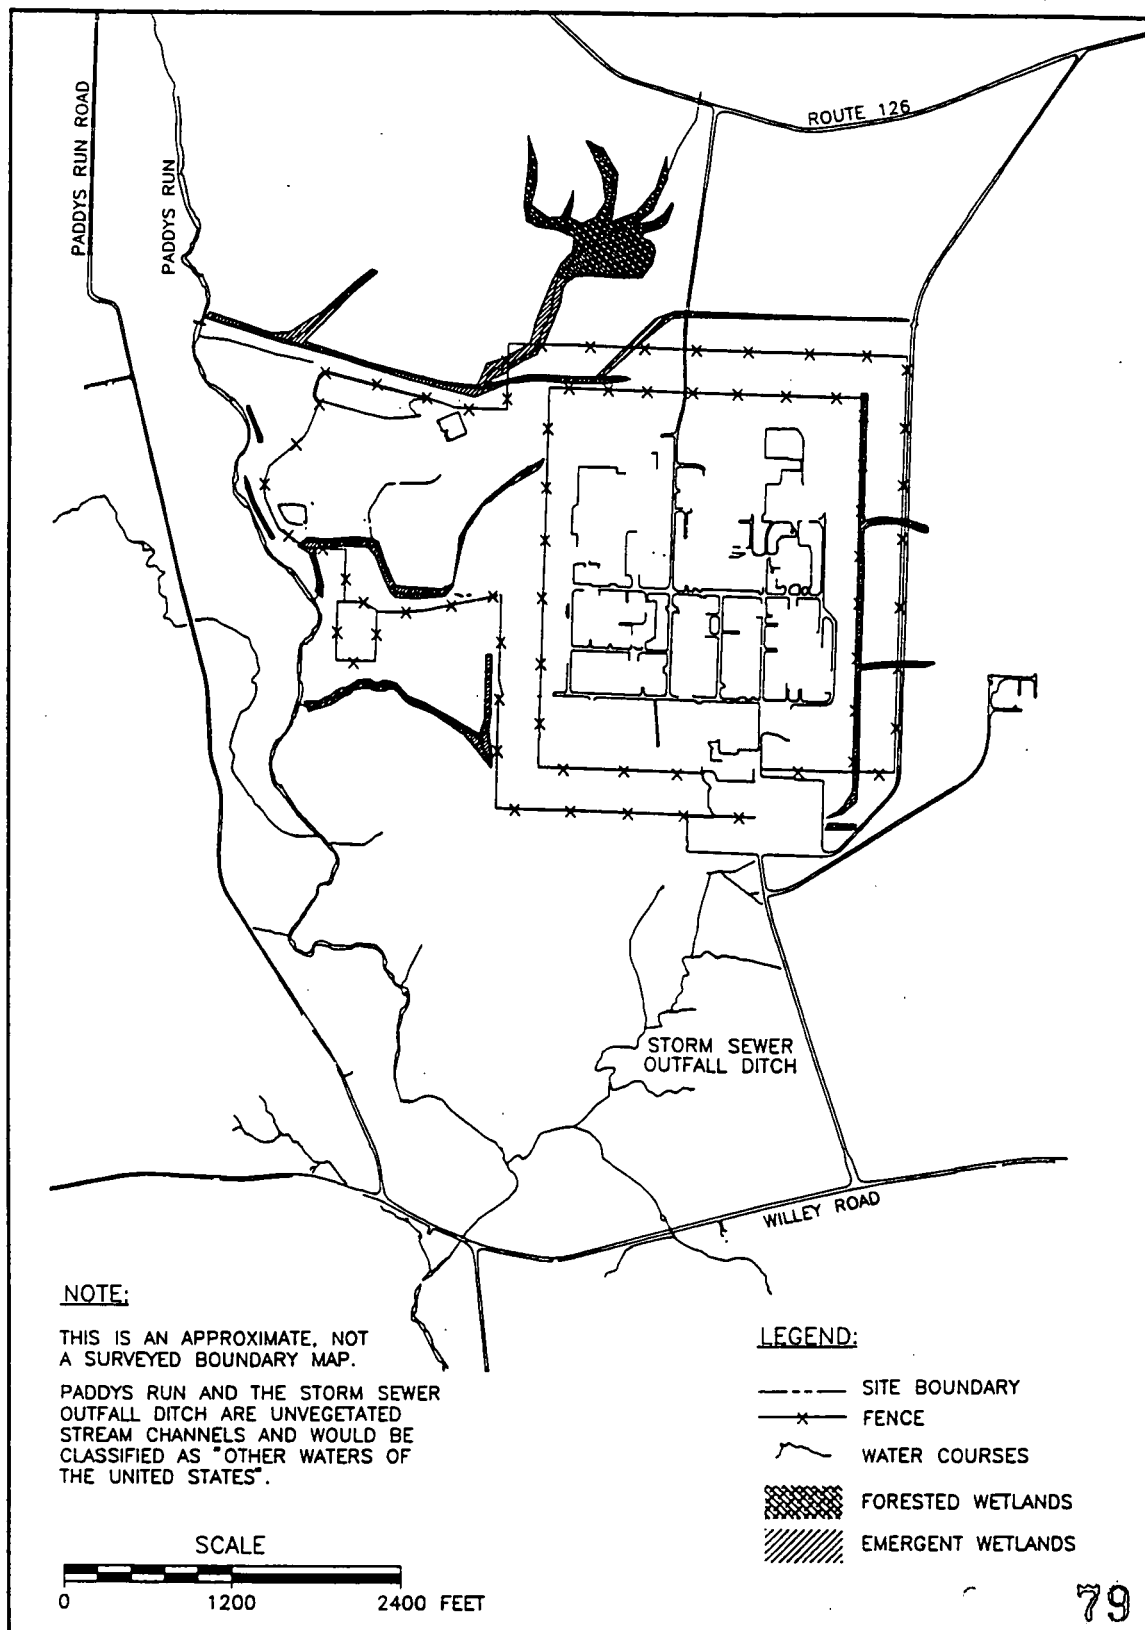 ROUTE 126
PADDYS RUN ROAD
PADDYS RUN
STORM SEWER
OUTFALL DITCH
WILLEY ROAD
NOTE:
THIS IS AN APPROXIMATE, NOT
A SURVEYED BOUNDARY MAP.
PADDYS RUN AND THE STORM SEWER
OUTFALL DITCH ARE UNVEGETATED
STREAM CHANNELS AND WOULD BE
CLASSIFIED AS "OTHER WATERS OF
THE UNITED STATES".
SCALE
0 1200 2400 FEET
LEGEND:
SITE BOUNDARY
FENCE
WATER COURSES
FORESTED WETLANDS
EMERGENT WETLANDS
79